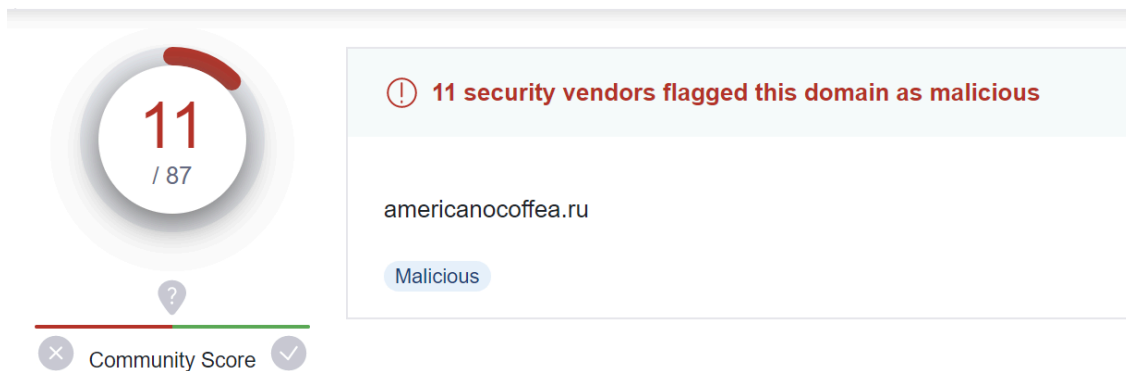 11
/ 87
?
Community Score
11 security vendors flagged this domain as malicious
americanocoffea.ru
Malicious